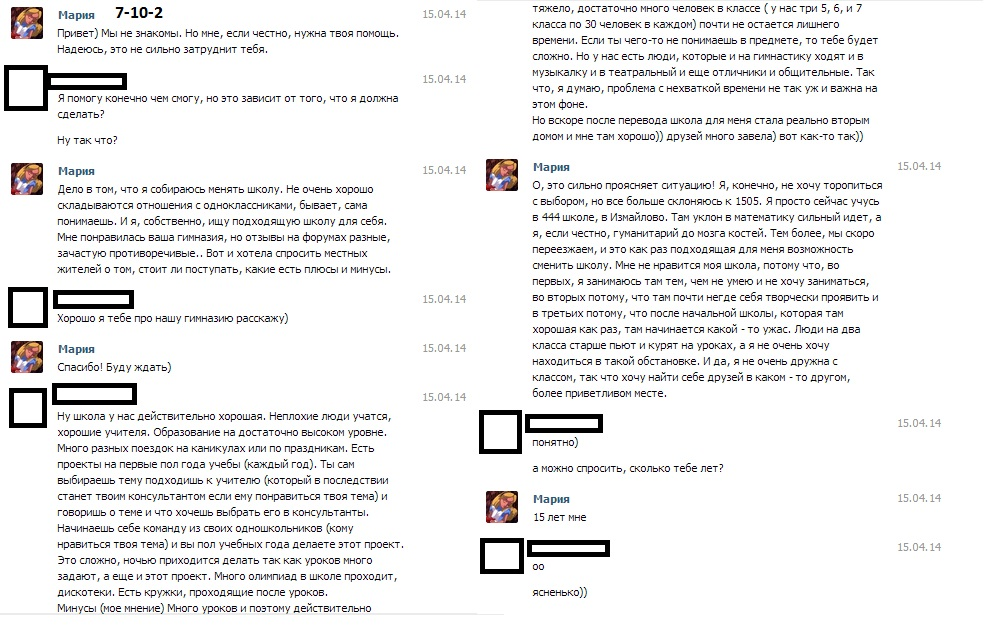 Мария 7-10-2 15.04.14
Привет) Мы не знакомы. Но мне, если честно, нужна твоя помощь.
Надеюсь, это не сильно затруднит тебя.
15.04.14
Я помогу конечно чем смогу, но это зависит от того, что я должна
сделать?
Ну так что?
Мария 15.04.14
Дело в том, что я собираюсь менять школу. Не очень хорошо
складываются отношения с одноклассниками, бывает, сама
понимаешь. И я, собственно, ищу подходящую школу для себя.
Мне понравилась ваша гимназия, но отзывы на форумах разные,
зачастую противоречивые.. Вот и хотела спросить местных
жителей о том, стоит ли поступать, какие есть плюсы и минусы.
15.04.14
Хорошо я тебе про нашу гимназию расскажу)
Мария 15.04.14
Спасибо! Буду ждать)
15.04.14
Ну школа у нас действительно хорошая. Неплохие люди учатся,
хорошие учителя. Образование на достаточно высоком уровне.
Много разных поездок на каникулах или по праздникам. Есть
проекты на первые пол года учебы (каждый год). Ты сам
выбираешь тему подходишь к учителю (который в последствии
станет твоим консультантом если ему понравиться твоя тема) и
говоришь о теме и что хочешь выбрать его в консультанты.
Начинаешь себе команду из своих одношкольников (кому
нравиться твоя тема) и вы пол учебных года делаете этот проект.
Это сложно, ночью приходится делать так как уроков много
задают, а еще и этот проект. Много олимпиад в школе проходит,
дискотеки. Есть кружки, проходящие после уроков.
Минусы (мое мнение) Много уроков и поэтому действительно
тяжело, достаточно много человек в классе ( у нас три 5, 6, и 7
класса по 30 человек в каждом) почти не остается лишнего
времени. Если ты чего-то не понимаешь в предмете, то тебе будет
сложно. Но у нас есть люди, которые и на гимнастику ходят и в
музыкалку и в театральный и еще отличники и общительные. Так
что, я думаю, проблема с нехваткой времени не так уж и важна на
этом фоне.
Но вскоре после перевода школа для меня стала реально вторым
домом и мне там хорошо)) друзей много завела) вот как-то так))
Мария 15.04.14
О, это сильно проясняет ситуацию! Я, конечно, не хочу торопиться
с выбором, но все больше склоняюсь к 1505. Я просто сейчас учусь
в 444 школе, в Измайлово. Там уклон в математику сильный идет, а
я, если честно, гуманитарий до мозга костей. Тем более, мы скоро
переезжаем, и это как раз подходящая для меня возможность
сменить школу. Мне не нравится моя школа, потому что, во
первых, я занимаюсь там тем, чем не умею и не хочу заниматься,
во вторых потому, что там почти негде себя творчески проявить и
в третьих потому, что после начальной школы, которая там
хорошая как раз, там начинается какой - то ужас. Люди на два
класса старше пьют и курят на уроках, а я не очень хочу
находиться в такой обстановке. И да, я не очень дружна с
классом, так что хочу найти себе друзей в каком - то другом,
более приветливом месте.
15.04.14
понятно)
а можно спросить, сколько тебе лет?
Мария 15.04.14
15 лет мне
15.04.14
оо
ясненько))